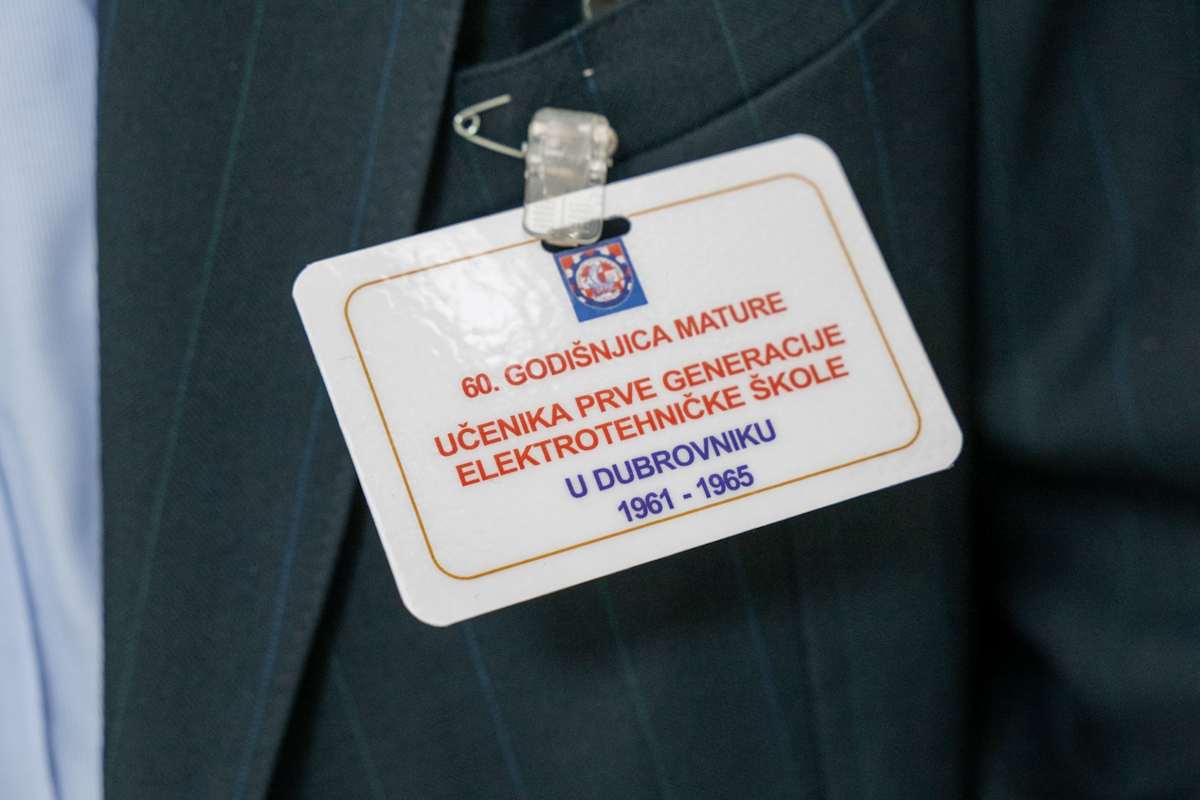 60. GODIŠNJICA MATURE
UČENIKA PRVE GENERACIJE
ELEKTROTEHNIČKE ŠKOLE
U DUBROVNIKU
1961 - 1965